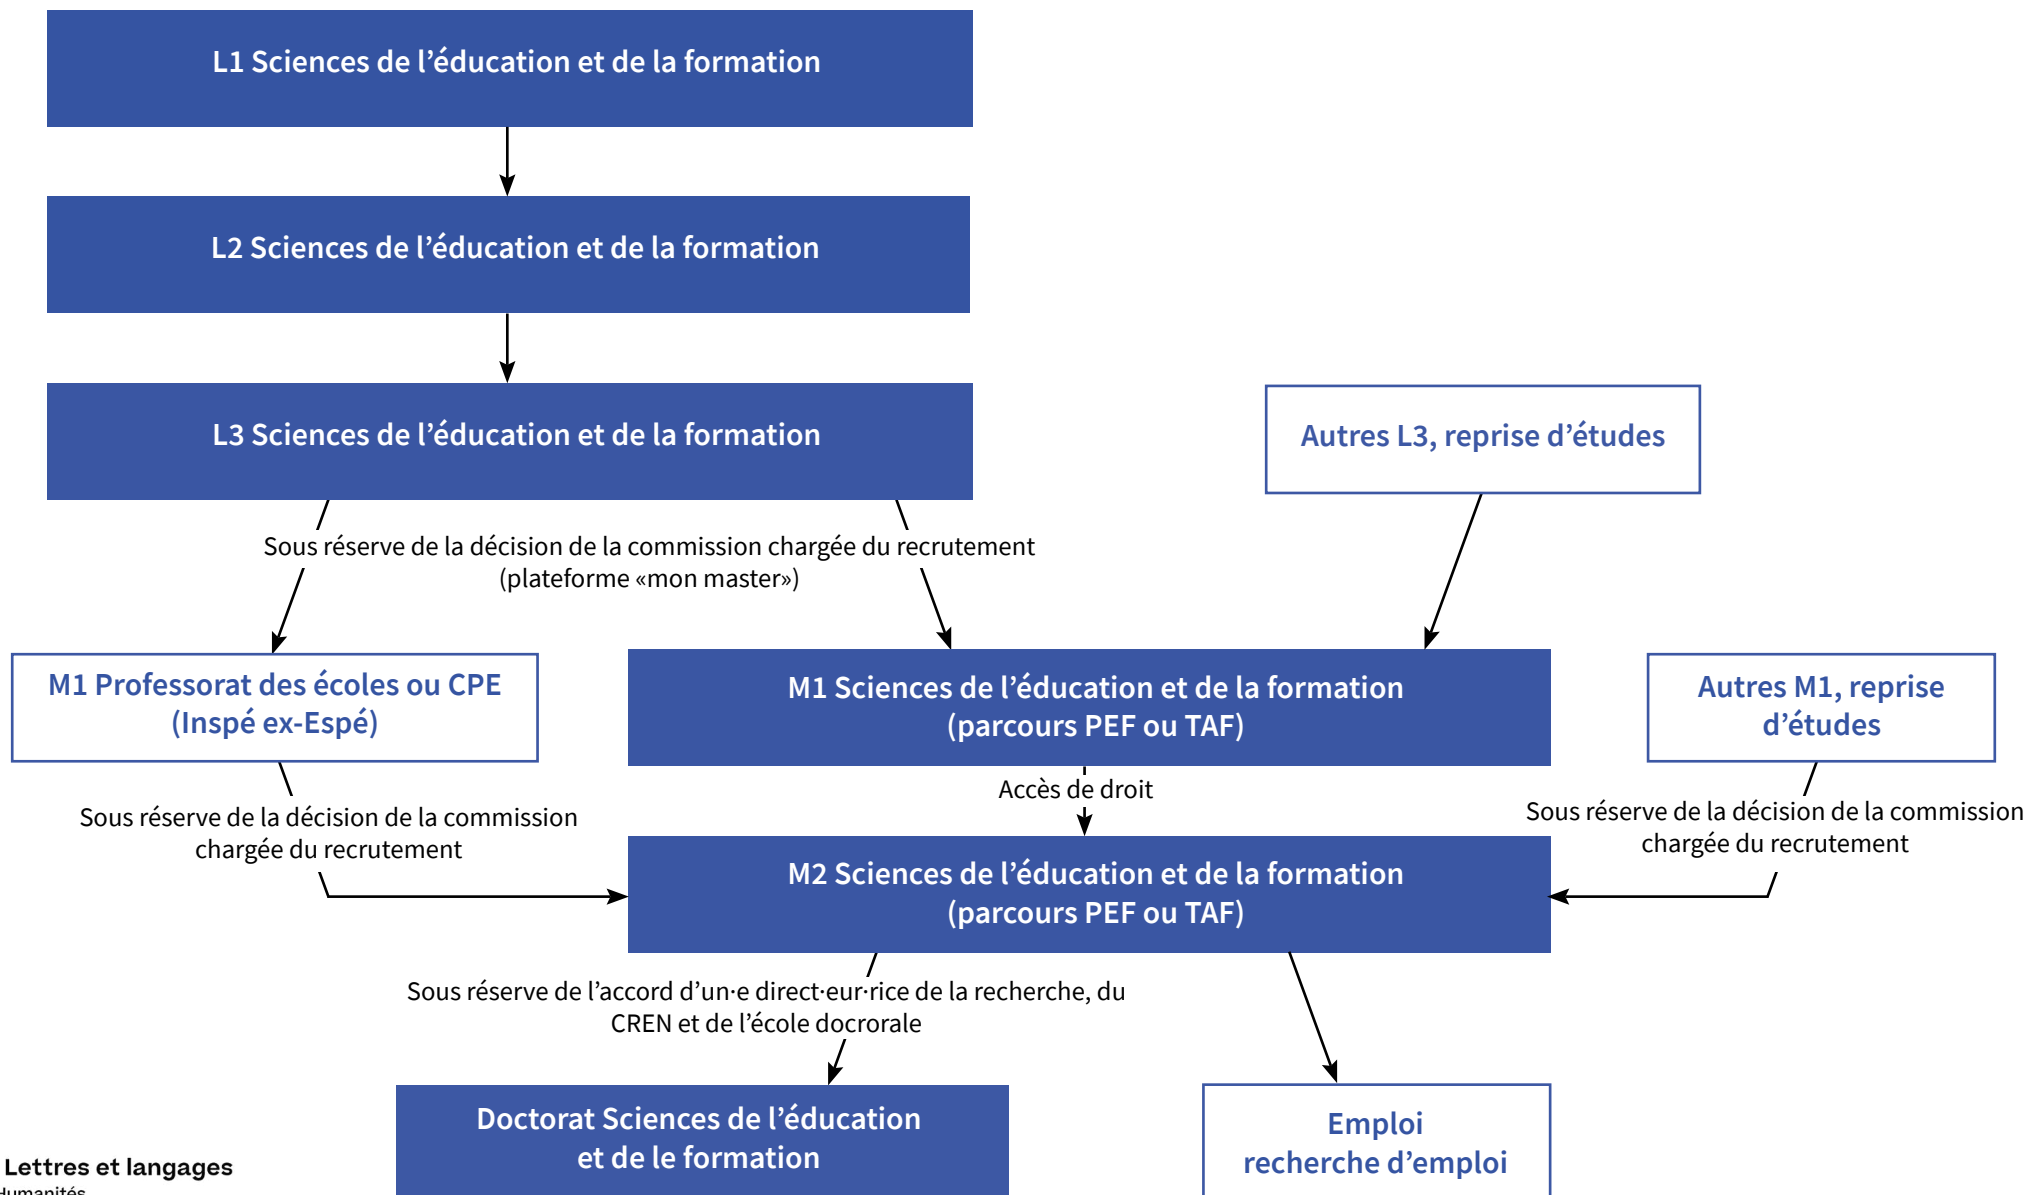 L1 Sciences de l’éducation et de la formation
L2 Sciences de l’éducation et de la formation
L3 Sciences de l’éducation et de la formation
Autres L3, reprise d’études
Sous réserve de la décision de la commission chargée du recrutement
(plateforme «mon master»)
M1 Professorat des écoles ou CPE
(Inspé ex-Espé)
M1 Sciences de l’éducation et de la formation
(parcours PEF ou TAF)
Autres M1, reprise
d’études
Accès de droit
Sous réserve de la décision de la commission
chargée du recrutement
Sous réserve de la décision de la commission
chargée du recrutement
M2 Sciences de l’éducation et de la formation
(parcours PEF ou TAF)
Sous réserve de l’accord d’un·e direct·eur·rice de la recherche, du
CREN et de l’école docrorale
Doctorat Sciences de l’éducation
et de le formation
Emploi
recherche d’emploi
Lettres et langages
Humanités